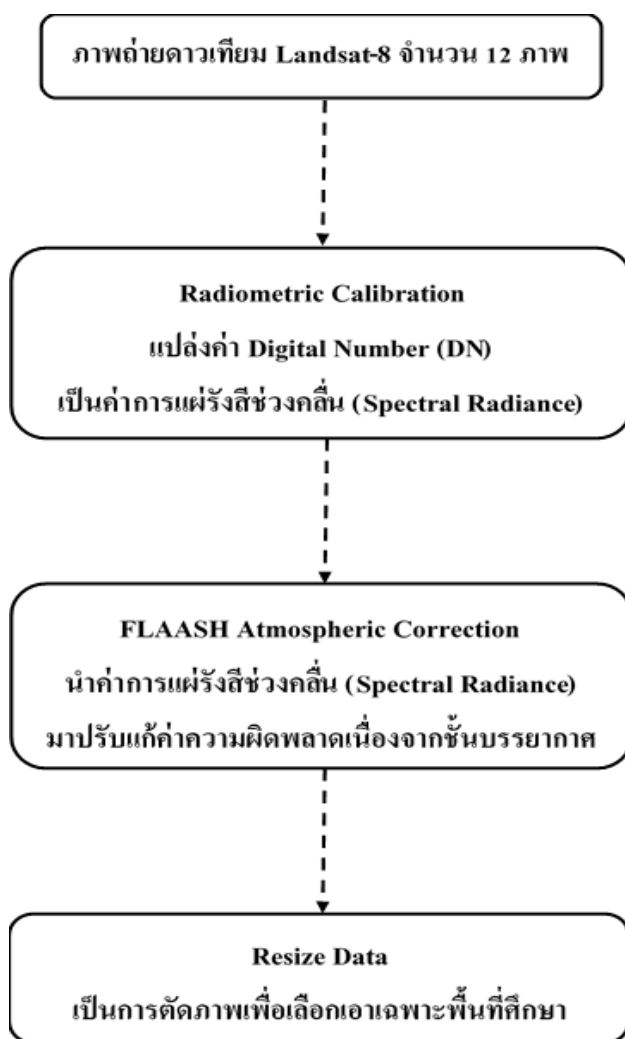 ภาพถ่ายดาวเทียม Landsat-8 จำนวน 12 ภาพ
Radiometric Calibration
แปล่งค่า Digital Number (DN)
เป็นค่าการแผ่รังสีช่วงคลื่น (Spectral Radiance)
FLAASH Atmospheric Correction
นำค่าการแผ่รังสีช่วงคลื่น (Spectral Radiance)
มาปรับแก้ค่าความผิดพลาดเนื่องจากชั้นบรรยากาศ
Resize Data
เป็นการตัดภาพเพื่อเลือกเอาเฉพาะพื้นที่ศึกษา